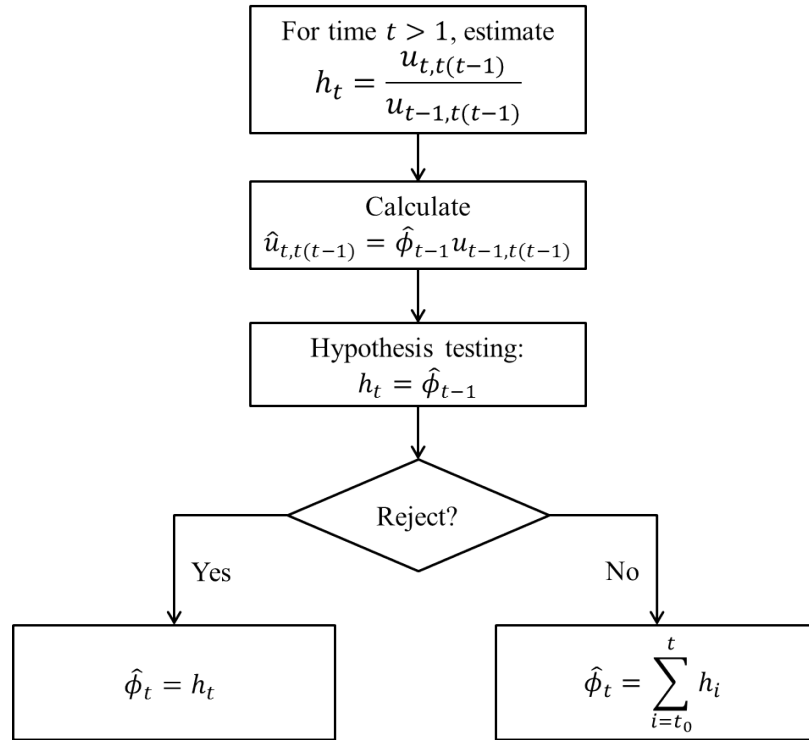 For time t > 1, estimate
h_t = u_{t,t(t−1)} / u_{t−1,t(t−1)}
Calculate
û_{t,t(t−1)} = ϕ̂_{t−1}u_{t−1,t(t−1)}
Hypothesis testing:
h_t = ϕ̂_{t−1}
Reject?
Yes
No
ϕ̂_t = h_t
ϕ̂_t = ∑_{i=t_0}^{t} h_i